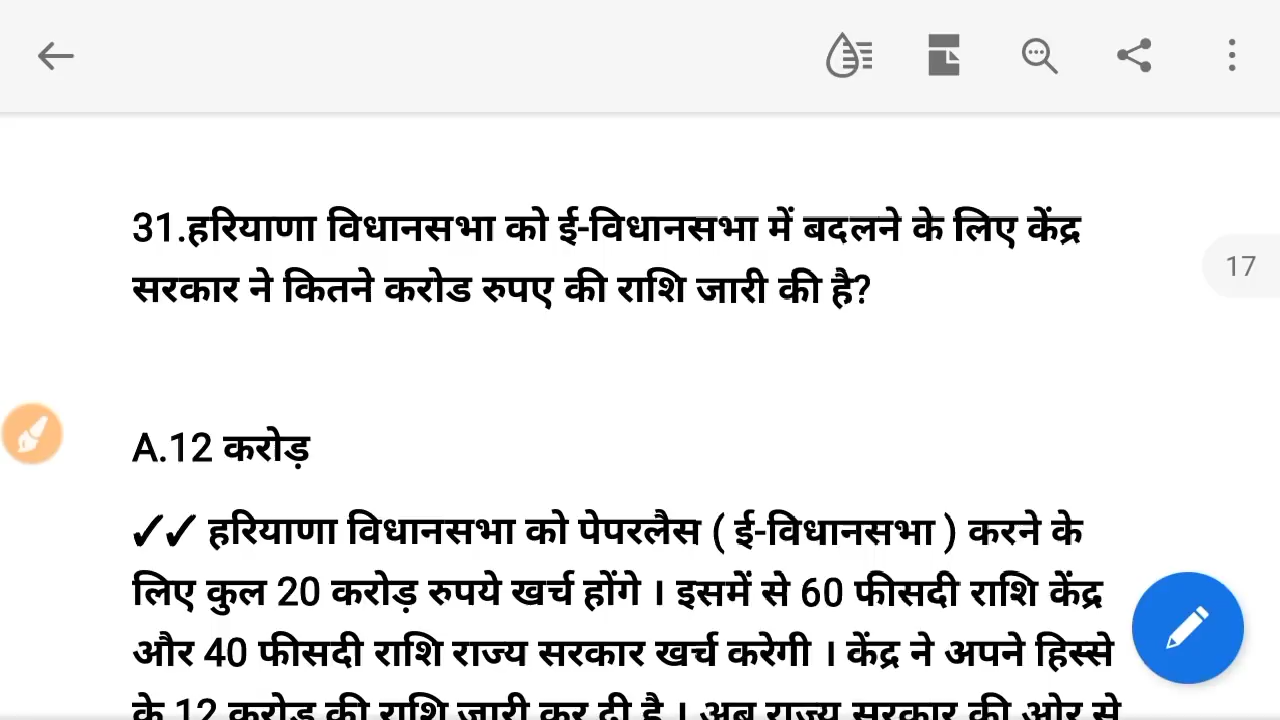 31.हरियाणा विधानसभा को ई-विधानसभा में बदलने के लिए केंद्र
17
सरकार ने कितने करोड रुपए की राशि जारी की है?
A.12 करोड़
✓✓ हरियाणा विधानसभा को पेपरलैस ( ई-विधानसभा ) करने के
लिए कुल 20 करोड़ रुपये खर्च होंगे । इसमें से 60 फीसदी राशि केंद्र
और 40 फीसदी राशि राज्य सरकार खर्च करेगी । केंद्र ने अपने हिस्से
के 12 करोड़ की राशि जारी कर दी है । अब राज्य सरकार की ओर से